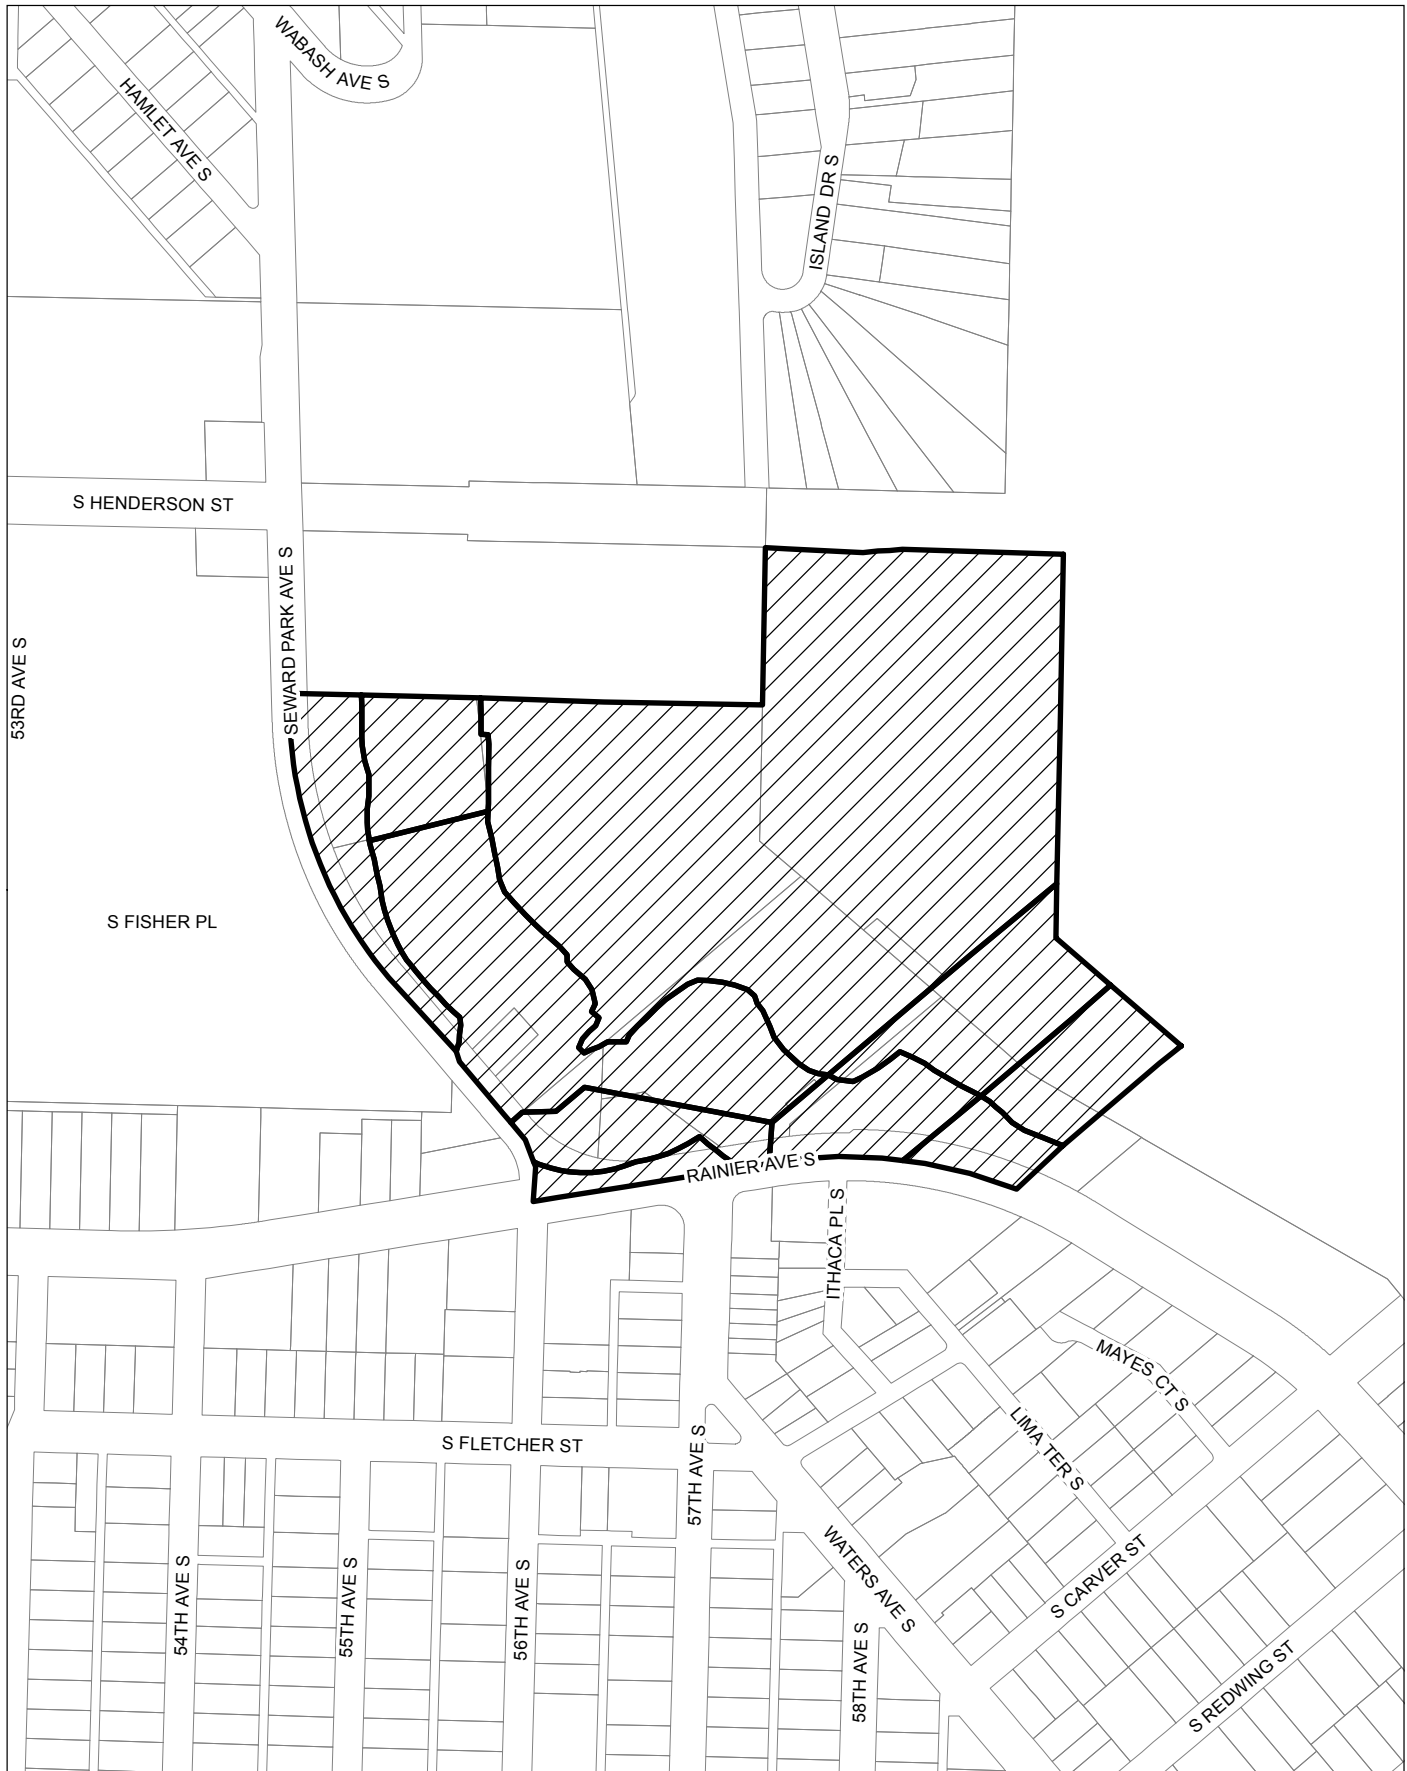 WABASH AVE S
HAMLET AVE S
ISLAND DR S
S HENDERSON ST
SEWARD PARK AVE S
53RD AVE S
S FISHER PL
RAINIER AVE S
ITHACA PL S
MAYES CT S
LIMA TER S
S FLETCHER ST
57TH AVE S
WATERS AVE S
S CARVER ST
54TH AVE S
55TH AVE S
56TH AVE S
58TH AVE S
S REDWING ST